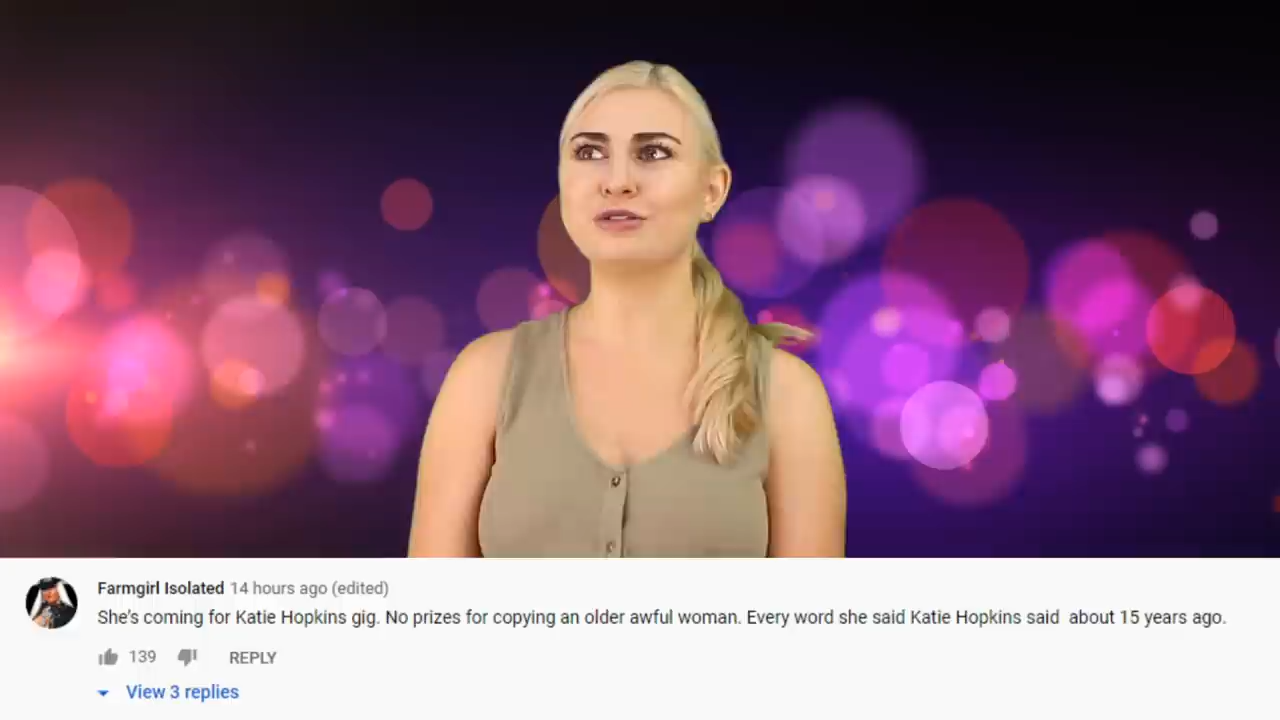 Farmgirl Isolated 14 hours ago (edited)
She's coming for Katie Hopkins gig. No prizes for copying an older awful woman. Every word she said Katie Hopkins said  about 15 years ago.
139 REPLY
View 3 replies